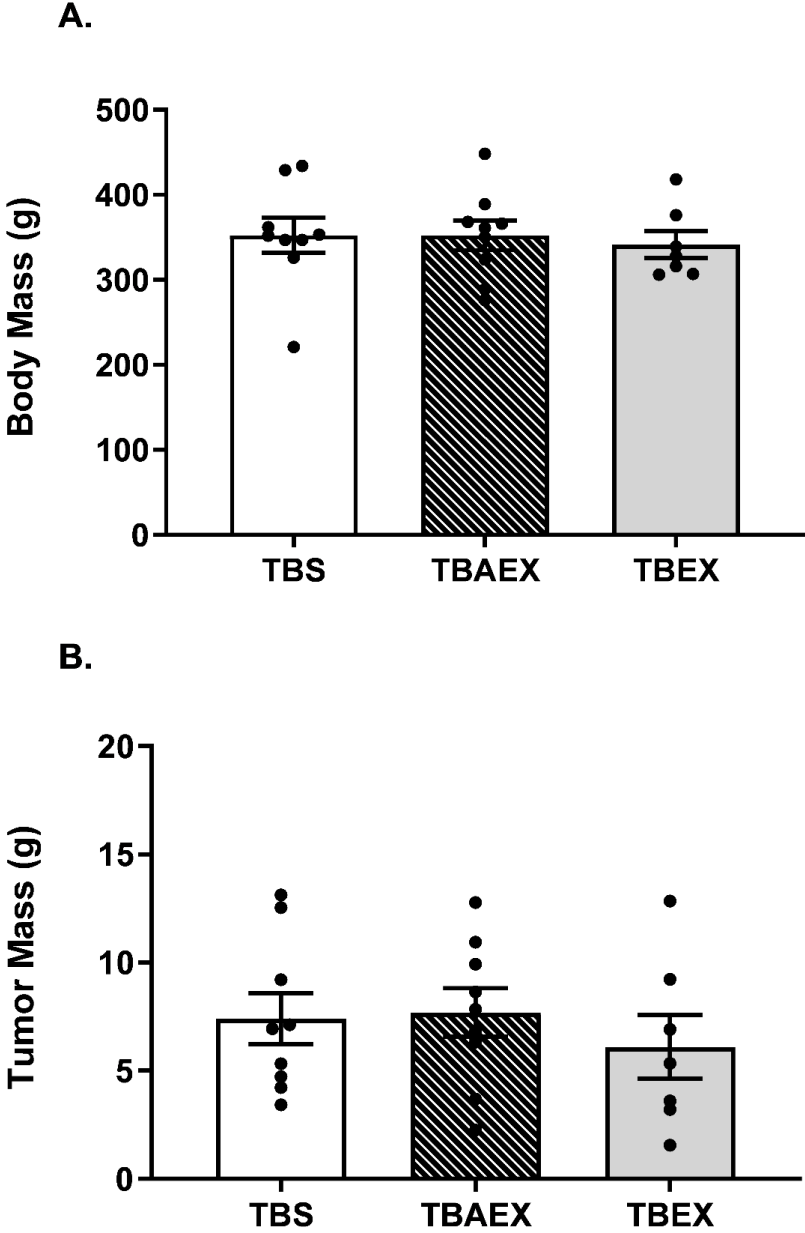 A.
Body Mass (g)
500
400
300
200
100
0
TBS TBAEX TBEX
B.
Tumor Mass (g)
20
15
10
5
0
TBS TBAEX TBEX